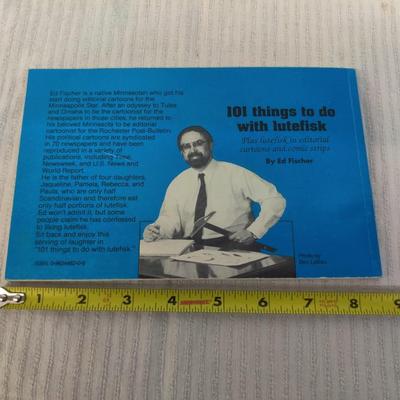 Ed Fischer is a native Minnesotan who got his
start doing editorial cartoons for the
Minneapolis Star. After an odyssey to Tulsa
and Omaha to be the cartoonist for the
newspapers in those cities, he returned to
his beloved Minnesota to be editorial
cartoonist for the Rochester Post-Bulletin.
His political cartoons are syndicated
in 70 newspapers and have been
reproduced in a variety of
publications, including Time,
Newsweek, and U.S. News and
World Report.
He is the father of four daughters,
Jaqueline, Pamela, Rebecca, and
Paula, who are only half
Scandinavian and therefore eat
only half portions of lutefisk.
Ed won't admit it, but some
people claim he has confessed
to liking lutefisk.
Sit back and enjoy this
serving of laughter in
"101 things to do with lutefisk."
ISBN
101 things to do
with lutefisk
Plus lutefisk in editorial
cartoons and comic strips
By Ed Fischer
Photo by
1 2 3 4 5 6 7 8 9